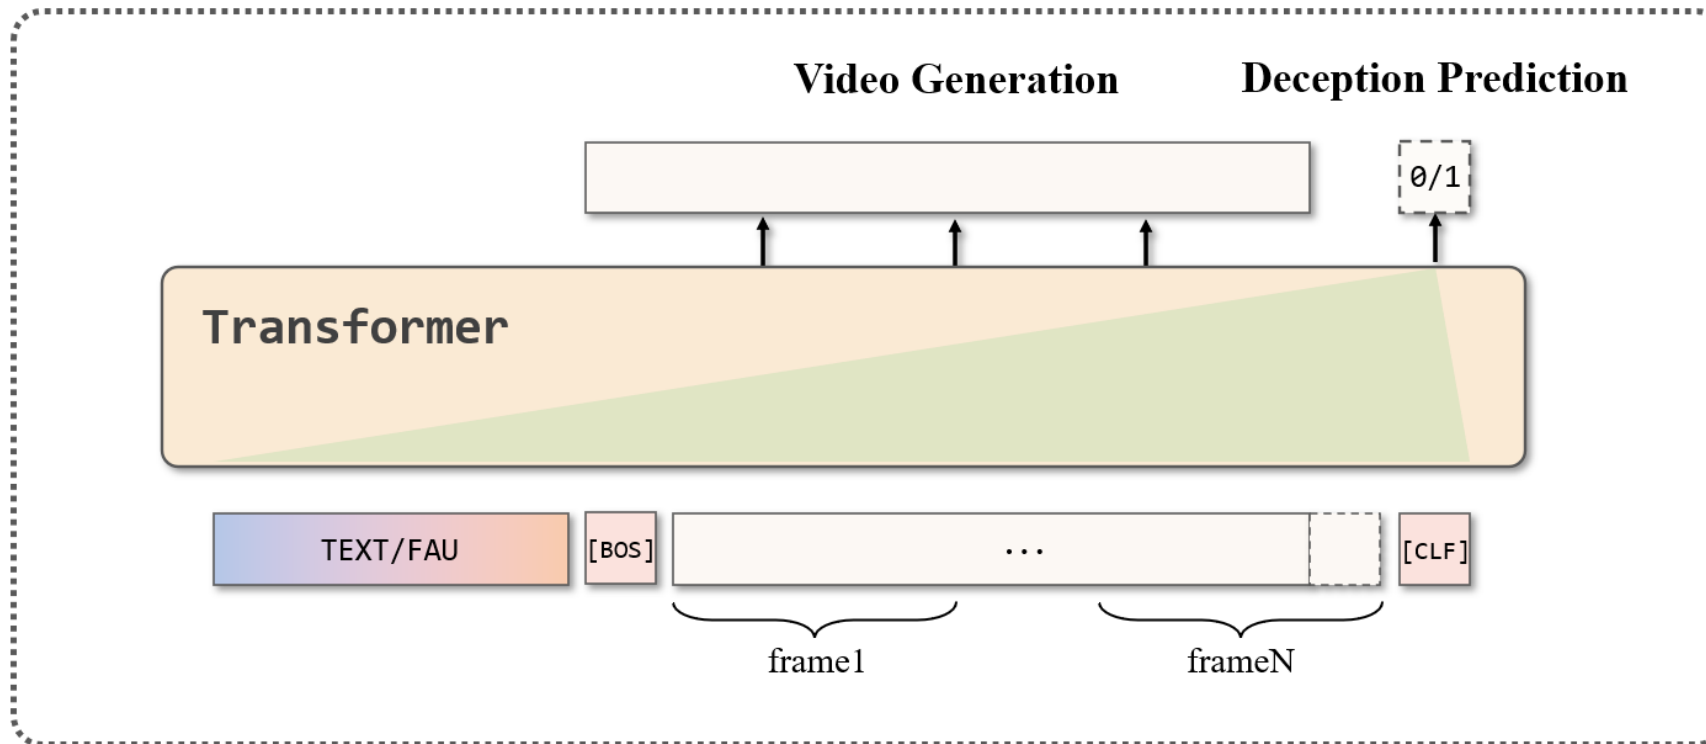 Video Generation
Deception Prediction
0/1
Transformer
TEXT/FAU
[BOS]
...
[CLF]
frame1
frameN